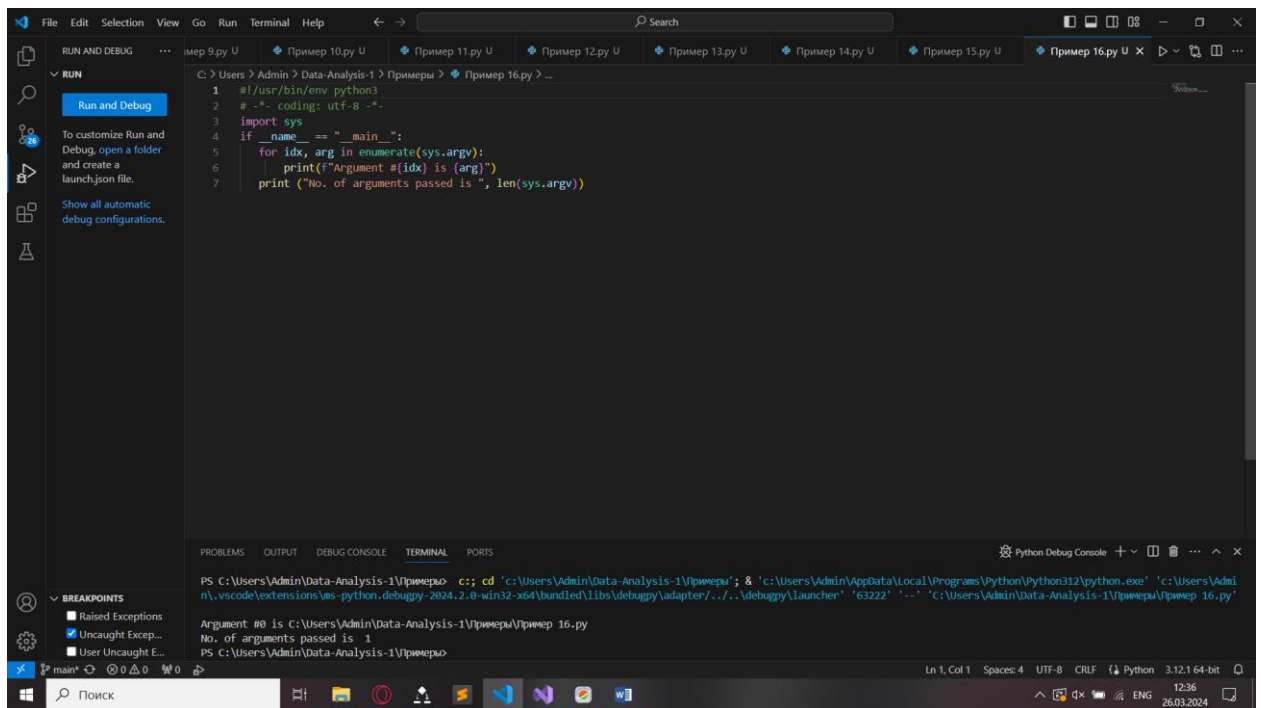 File Edit Selection View Go Run Terminal Help Search
RUN AND DEBUG ... имер 9.py U Пример 10.py U Пример 11.py U Пример 12.py U Пример 13.py U Пример 14.py U Пример 15.py U Пример 16.py U
RUN
C: > Users > Admin > Data-Analysis-1 > Примеры > Пример 16.py > ...
Run and Debug
To customize Run and
Debug, open a folder
and create a
launch.json file.
Show all automatic
debug configurations.
1 #!/usr/bin/env python3
2 # -*- coding: utf-8 -*-
3 import sys
4 if __name__ == "__main__":
5 for idx, arg in enumerate(sys.argv):
6 print(f"Argument #{idx} is {arg}")
7 print ("No. of arguments passed is ", len(sys.argv))
26
PROBLEMS OUTPUT DEBUG CONSOLE TERMINAL PORTS Python Debug Console
PS C:\Users\Admin\Data-Analysis-1\Примеры> c:; cd 'c:\Users\Admin\Data-Analysis-1\Примеры'; & 'c:\Users\Admin\AppData\Local\Programs\Python\Python312\python.exe' 'c:\Users\Admi
n\.vscode\extensions\ms-python.debugpy-2024.2.0-win32-x64\bundled\libs\debugpy\adapter/../..\debugpy\launcher' '63222' '--' 'C:\Users\Admin\Data-Analysis-1\Примеры\Пример 16.py'
Argument #0 is C:\Users\Admin\Data-Analysis-1\Примеры\Пример 16.py
No. of arguments passed is 1
PS C:\Users\Admin\Data-Analysis-1\Примеры>
BREAKPOINTS
Raised Exceptions
Uncaught Excep...
User Uncaught E...
main* 0 0 0 Ln 1, Col 1 Spaces: 4 UTF-8 CRLF Python 3.12.1 64-bit
Поиск ENG 12:36
26.03.2024